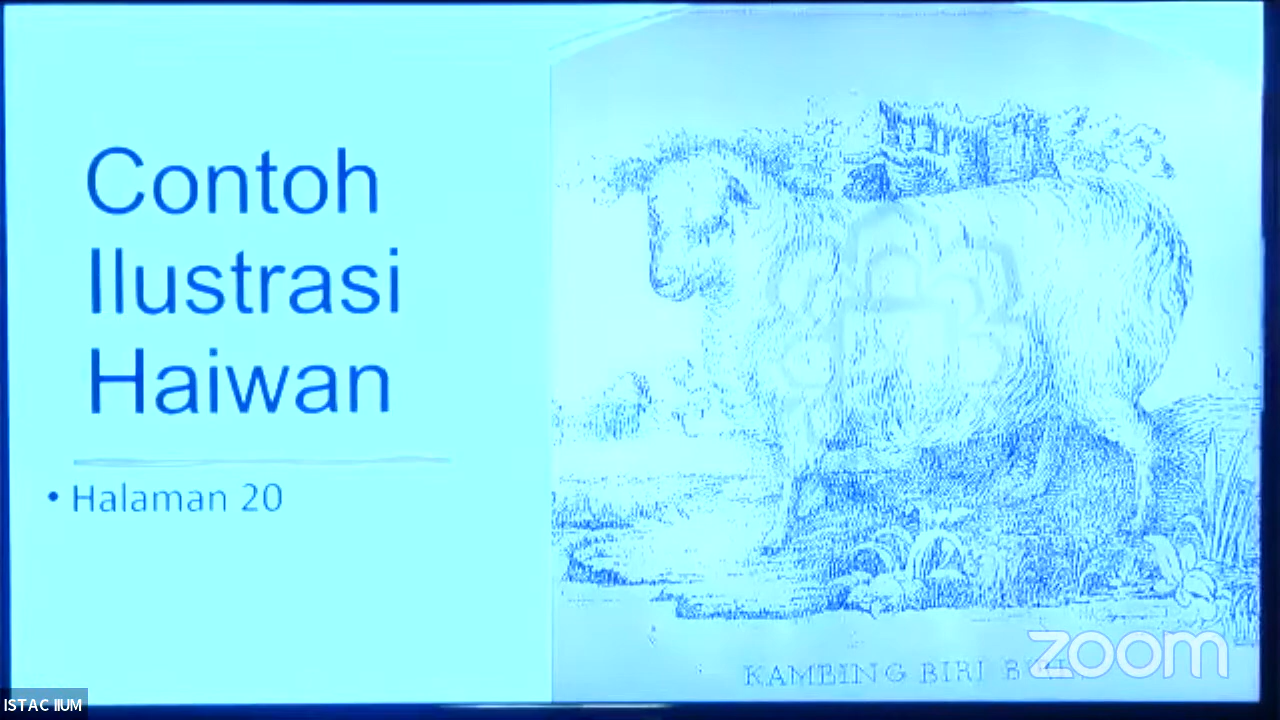 Contoh
Ilustrasi
Haiwan
• Halaman 20
KAMBING BIRI
zoom
ISTAC IIUM